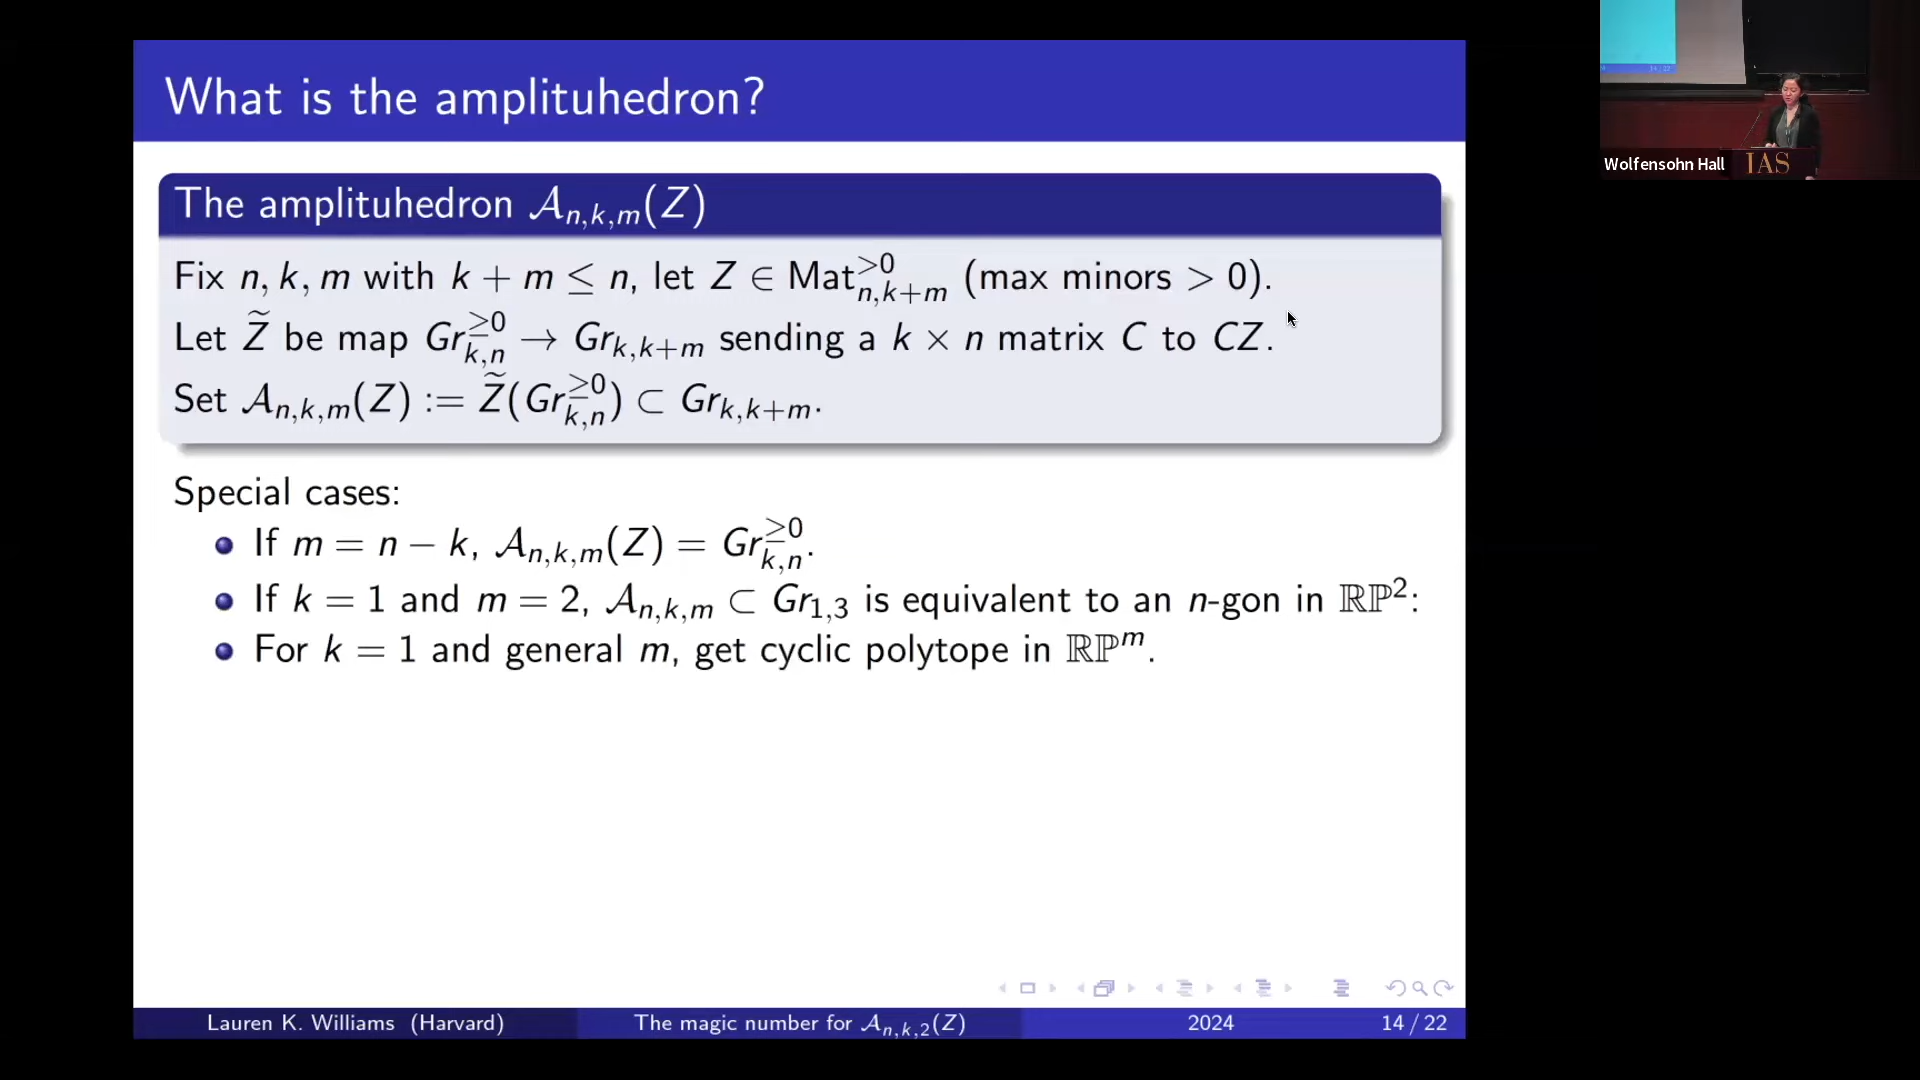 What is the amplituhedron?
The amplituhedron 𝒜ₙ,ₖ,ₘ(Z)
Fix n, k, m with k + m ≤ n, let Z ∈ Mat^{>0}_{n,k+m} (max minors > 0).
Let Z̃ be map Gr^{≥0}_{k,n} → Gr_{k,k+m} sending a k × n matrix C to CZ.
Set 𝒜_{n,k,m}(Z) := Z̃(Gr^{≥0}_{k,n}) ⊂ Gr_{k,k+m}.
Special cases:
If m = n − k, 𝒜_{n,k,m}(Z) = Gr^{≥0}_{k,n}.
If k = 1 and m = 2, 𝒜_{n,k,m} ⊂ Gr_{1,3} is equivalent to an n-gon in ℝℙ²:
For k = 1 and general m, get cyclic polytope in ℝℙ^m.
Lauren K. Williams (Harvard)
The magic number for 𝒜_{n,k,2}(Z)
2024
14 / 22
Wolfensohn Hall
IAS